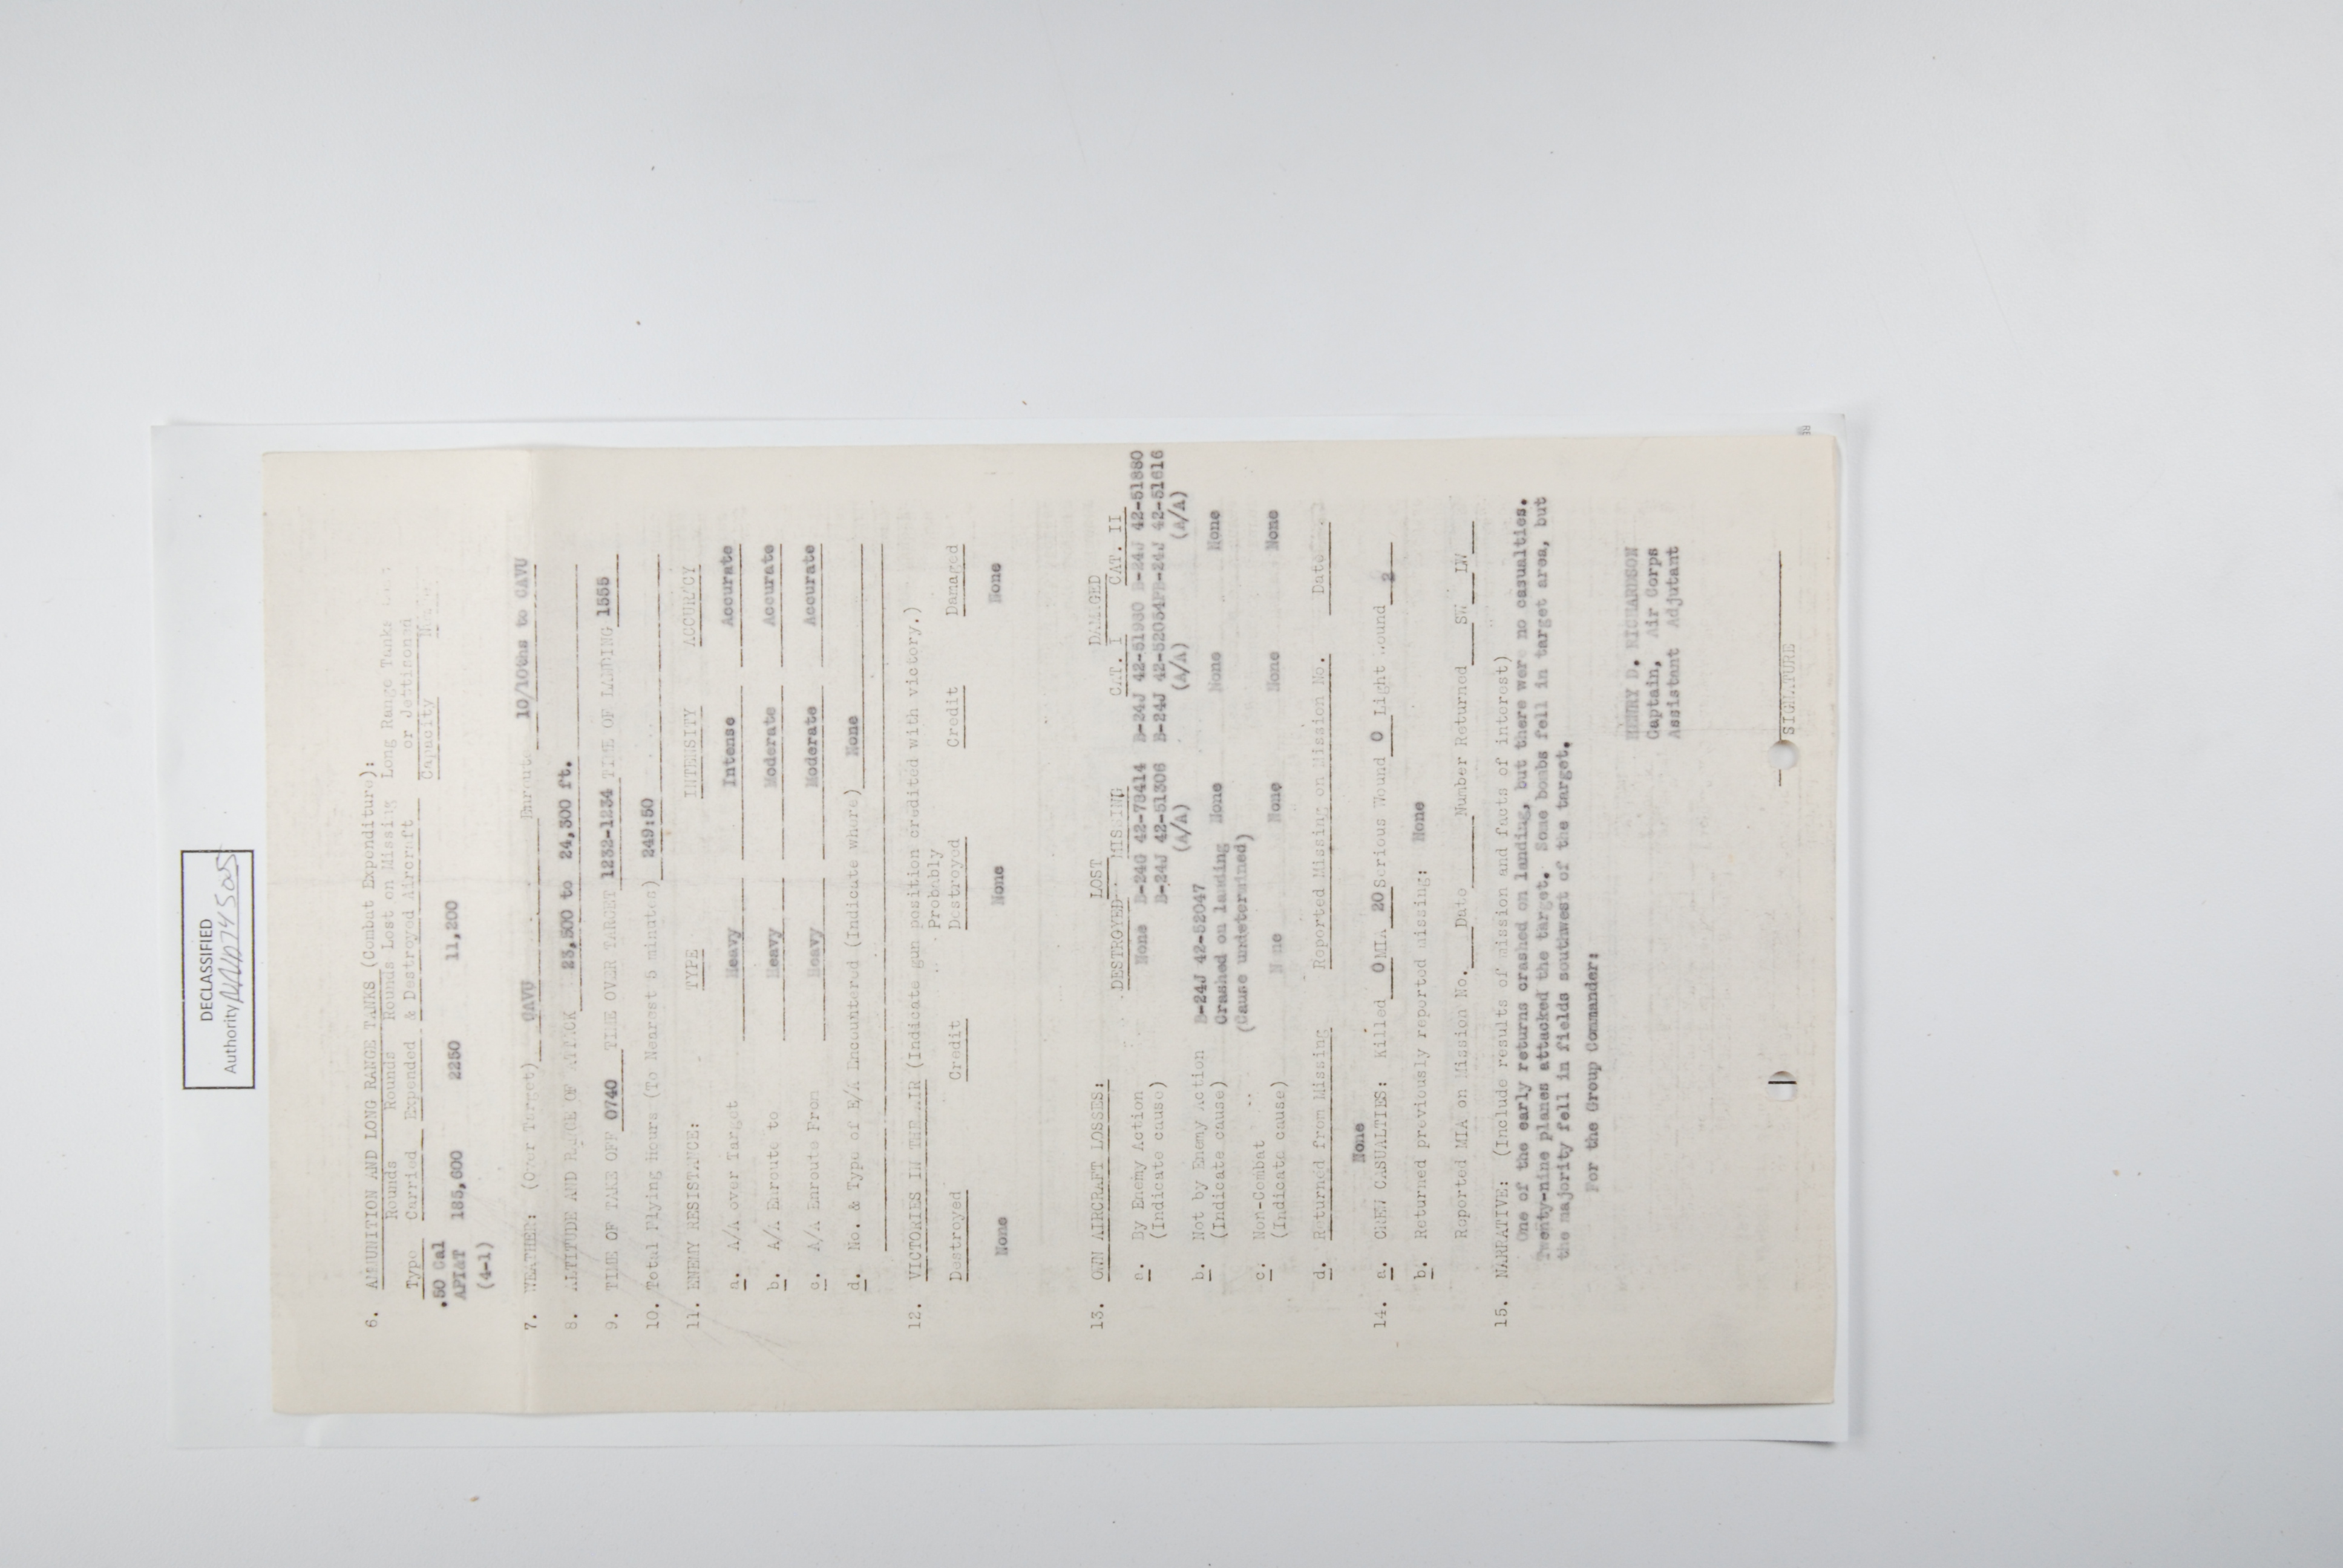 DECLASSIFIED
Authority NND 745005
6. AMMUNITION AND LONG RANGE TANKS (Combat Expenditure):
Rounds Rounds Rounds Lost on Missing Long Range Tanks
Type Carried Expended & Destroyed Aircraft or Jettisoned
Capacity
.50 Cal
API&T 185,600 2250 11,200
(4-1)
7. WEATHER: (Over Target) CAVU Enroute 10/10ths to CAVU
8. ALTITUDE AND RANGE OF ATTACK 23,500 to 24,300 ft.
9. TIME OF TAKE OFF 0740 TIME OVER TARGET 1232-1234 TIME OF LANDING 1555
10. Total Flying Hours (To Nearest 5 minutes) 249:50
11. ENEMY RESISTANCE: TYPE INTENSITY ACCURACY
a. A/A over Target Heavy Intense Accurate
b. A/A Enroute to Heavy Moderate Accurate
c. A/A Enroute From Heavy Moderate Accurate
d. No. & Type of E/A Encountered (Indicate where) None
12. VICTORIES IN THE AIR (Indicate gun position credited with victory.)
Probably
Destroyed Credit Destroyed Credit Damaged
None None None
13. OWN AIRCRAFT LOSSES: LOST DAMAGED
DESTROYED MISSING CAT. I CAT. II
a. By Enemy Action None B-24G 42-78414 B-24J 42-51930 B-24J 42-51880
(Indicate cause) B-24J 42-51306 B-24J 42-52054 B-24J 42-51616
(A/A) (A/A) (A/A)
b. Not by Enemy Action B-24J 42-52047 None None None
(Indicate cause) Crashed on landing
(Cause undetermined)
c. Non-Combat None None None None
(Indicate cause)
d. Returned from Missing Reported Missing on Mission No. Date
None
14. a. CREW CASUALTIES: Killed 0 MIA 20 Serious Wound 0 Light Wound 2
b. Returned previously reported missing: None
Reported MIA on Mission No. Date Number Returned SW LW
15. NARRATIVE: (Include results of mission and facts of interest)
One of the early returns crashed on landing, but there were no casualties.
Twenty-nine planes attacked the target. Some bombs fell in target area, but
the majority fell in fields southwest of the target.
For the Group Commander:
HENRY D. RICHARDSON
Captain, Air Corps
Assistant Adjutant
SIGNATURE